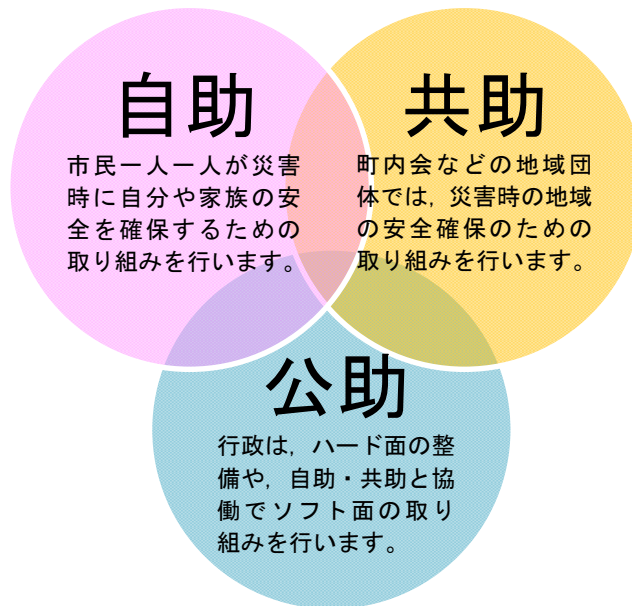 自助
市民一人一人が災害
時に自分や家族の安
全を確保するための
取り組みを行います。
共助
町内会などの地域団
体では，災害時の地域
の安全確保のための
取り組みを行います。
公助
行政は，ハード面の整
備や，自助・共助と協
働でソフト面の取り
組みを行います。